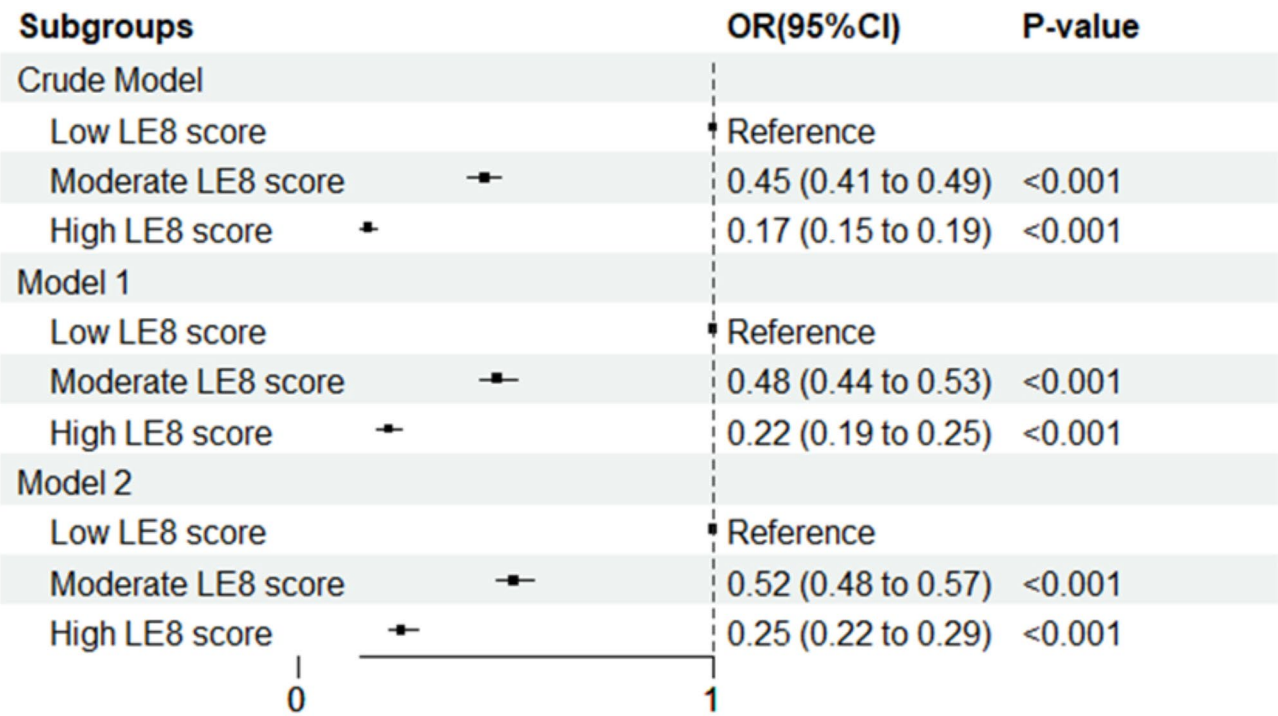 Subgroups OR(95%CI) P-value
Crude Model
Low LE8 score Reference
Moderate LE8 score 0.45 (0.41 to 0.49) <0.001
High LE8 score 0.17 (0.15 to 0.19) <0.001
Model 1
Low LE8 score Reference
Moderate LE8 score 0.48 (0.44 to 0.53) <0.001
High LE8 score 0.22 (0.19 to 0.25) <0.001
Model 2
Low LE8 score Reference
Moderate LE8 score 0.52 (0.48 to 0.57) <0.001
High LE8 score 0.25 (0.22 to 0.29) <0.001
0 1